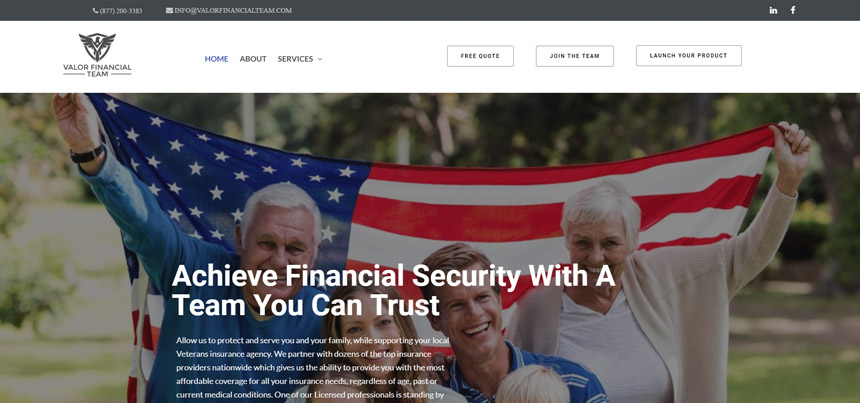 (877) 200-3383 INFO@VALORFINANCIALTEAM.COM
VALOR FINANCIAL
TEAM
HOME ABOUT SERVICES
FREE QUOTE JOIN THE TEAM LAUNCH YOUR PRODUCT
Achieve Financial Security With A
Team You Can Trust
Allow us to protect and serve you and your family, while supporting your local
Veterans insurance agency. We partner with dozens of the top insurance
providers nationwide which gives us the ability to provide you with the most
affordable coverage for all your insurance needs, regardless of age, past or
current medical conditions. One of our Licensed professionals is standing by